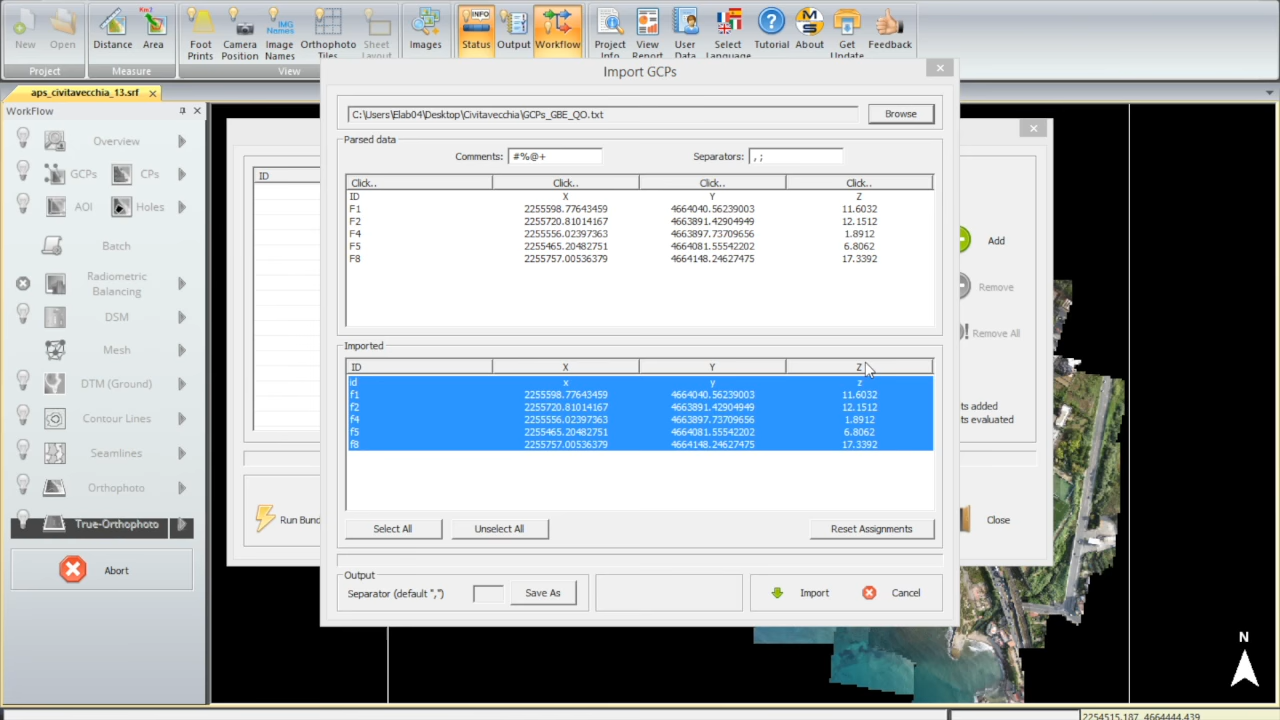 New Open Distance Area Foot Prints Camera Position Image Names Orthophoto Tiles Sheet Layout Images Status Output Workflow Project Info View Report User Data Select Language Tutorial About Get Update Feedback
Km2 IMG Names INFO
Project Measure View
Import GCPs
aps_civitavecchia_13.srf
WorkFlow
Overview
GCPs CPs
AOI Holes
Batch
Radiometric
Balancing
DSM
Mesh
DTM (Ground)
Contour Lines
Seamlines
Orthophoto
True-Orthophoto
Abort
ID
Run Bund
C:\Users\Elab04\Desktop\Civitavecchia\GCPs_GBE_QO.txt Browse
Parsed data
Comments: #%@+ Separators: , ;
Click.. Click.. Click.. Click..
ID X Y Z
F1 2255598.77643459 4664040.56239003 11.6032
F2 2255720.81014167 4663891.42904949 12.1512
F4 2255556.02397363 4663897.73709656 1.8912
F5 2255465.20482751 4664081.55542202 6.8062
F8 2255757.00536379 4664148.24627475 17.3392
Imported
ID X Y Z
id x y z
f1 2255598.77643459 4664040.56239003 11.6032
f2 2255720.81014167 4663891.42904949 12.1512
f4 2255556.02397363 4663897.73709656 1.8912
f5 2255465.20482751 4664081.55542202 6.8062
f8 2255757.00536379 4664148.24627475 17.3392
Select All Unselect All Reset Assignments
Output
Separator (default ",") Save As Import Cancel
Add
Remove
Remove All
ts added
ts evaluated
Close
N
2254515.187, 4664444.439